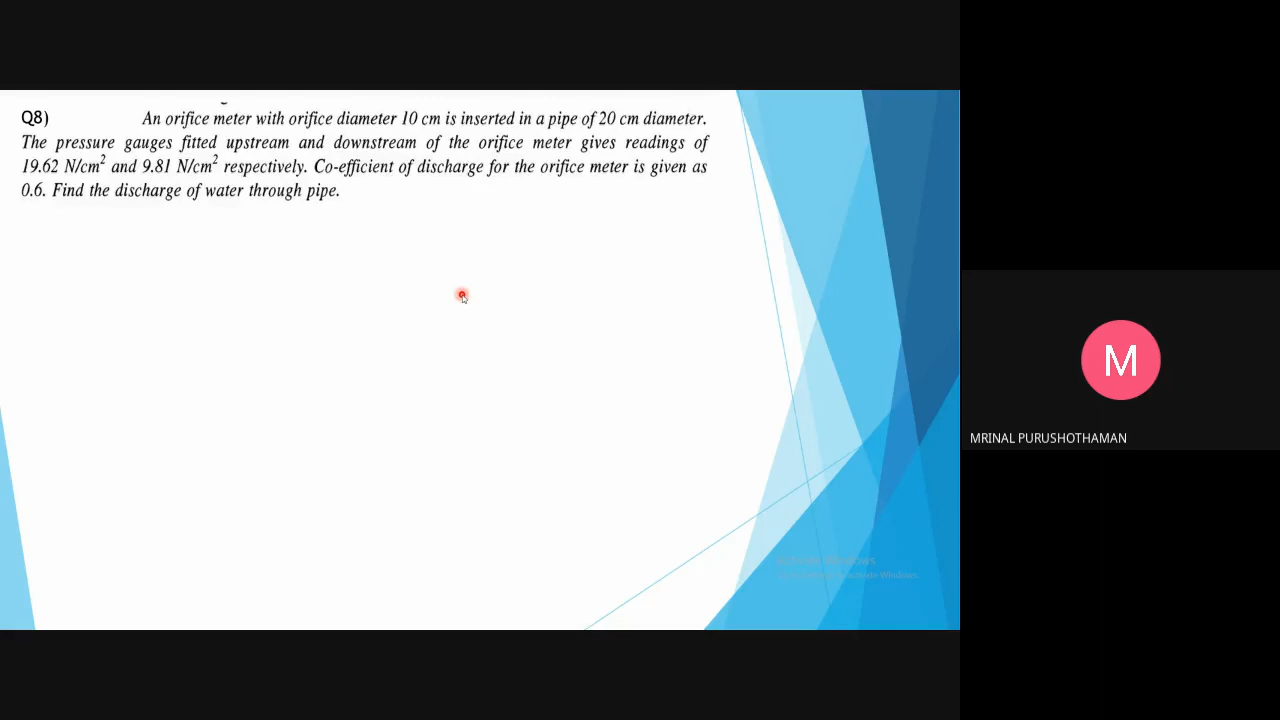 Q8) An orifice meter with orifice diameter 10 cm is inserted in a pipe of 20 cm diameter.
The pressure gauges fitted upstream and downstream of the orifice meter gives readings of
19.62 N/cm² and 9.81 N/cm² respectively. Co-efficient of discharge for the orifice meter is given as
0.6. Find the discharge of water through pipe.
M
MRINAL PURUSHOTHAMAN
Windows.